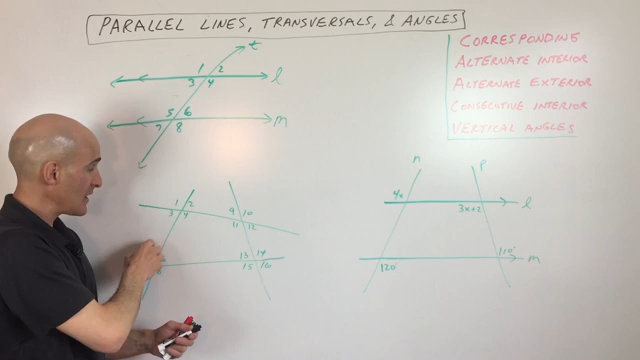 PARALLEL LINES, TRANSVERSALS, & ANGLES
CORRESPONDING
ALTERNATE INTERIOR
ALTERNATE EXTERIOR
CONSECUTIVE INTERIOR
VERTICAL ANGLES
t
1 2
3 4
l
5 6
7 8
m
1 2
3 4
9 10
11 12
13 14
15 16
8
n
p
4x
3x+2
l
110°
120°
m